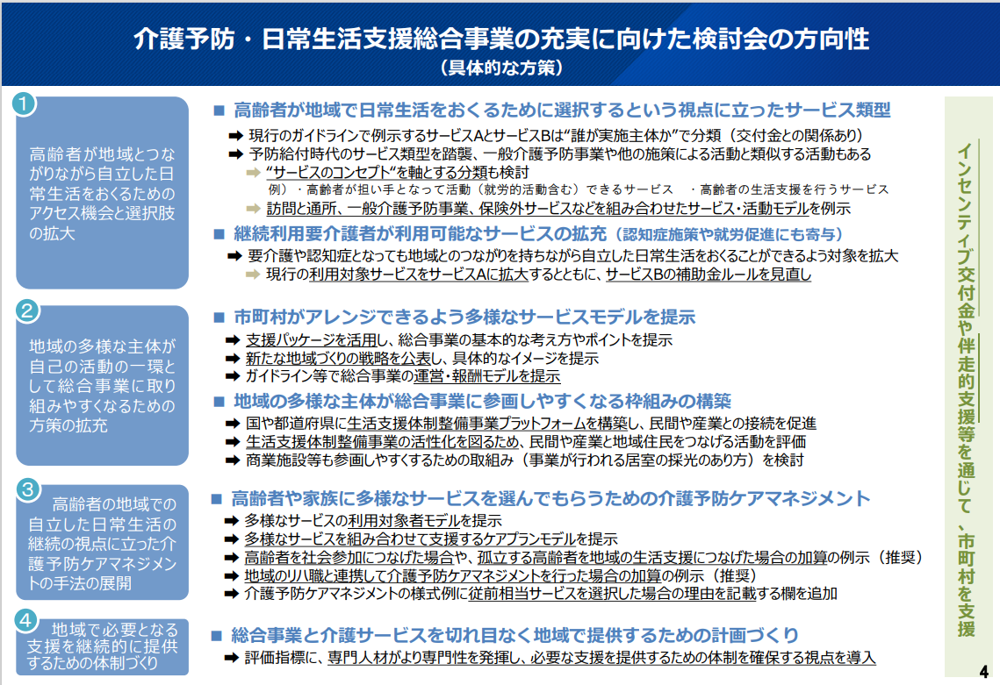 介護予防・日常生活支援総合事業の充実に向けた検討会の方向性
（具体的な方策）
1
高齢者が地域とつな
がりながら自立した日
常生活をおくるための
アクセス機会と選択肢
の拡大
■ 高齢者が地域で日常生活をおくるために選択するという視点に立ったサービス類型
➡ 現行のガイドラインで例示するサービスAとサービスBは“誰が実施主体か”で分類（交付金との関係あり）
➡ 予防給付時代のサービス類型を踏襲、一般介護予防事業や他の施策による活動と類似する活動もある
➡ “サービスのコンセプト“を軸とする分類も検討
例）・高齢者が担い手となって活動（就労的活動含む）できるサービス ・高齢者の生活支援を行うサービス
➡ 訪問と通所、一般介護予防事業、保険外サービスなどを組み合わせたサービス・活動モデルを例示
■ 継続利用要介護者が利用可能なサービスの拡充（認知症施策や就労促進にも寄与）
➡ 要介護や認知症となっても地域とのつながりを持ちながら自立した日常生活をおくることができるよう対象を拡大
➡ 現行の利用対象サービスをサービスAに拡大するとともに、サービスBの補助金ルールを見直し
2
地域の多様な主体が
自己の活動の一環と
して総合事業に取り
組みやすくなるための
方策の拡充
■ 市町村がアレンジできるよう多様なサービスモデルを提示
➡ 支援パッケージを活用し、総合事業の基本的な考え方やポイントを提示
➡ 新たな地域づくりの戦略を公表し、具体的なイメージを提示
➡ ガイドライン等で総合事業の運営・報酬モデルを提示
■ 地域の多様な主体が総合事業に参画しやすくなる枠組みの構築
➡ 国や都道府県に生活支援体制整備事業プラットフォームを構築し、民間や産業との接続を促進
➡ 生活支援体制整備事業の活性化を図るため、民間や産業と地域住民をつなげる活動を評価
➡ 商業施設等も参画しやすくするための取組み（事業が行われる居室の採光のあり方）を検討
3
高齢者の地域での
自立した日常生活の
継続の視点に立った介
護予防ケアマネジメン
トの手法の展開
■ 高齢者や家族に多様なサービスを選んでもらうための介護予防ケアマネジメント
➡ 多様なサービスの利用対象者モデルを提示
➡ 多様なサービスを組み合わせて支援するケアプランモデルを提示
➡ 高齢者を社会参加につなげた場合や、孤立する高齢者を地域の生活支援につなげた場合の加算の例示（推奨）
➡ 地域のリハ職と連携して介護予防ケアマネジメントを行った場合の加算の例示（推奨）
➡ 介護予防ケアマネジメントの様式例に従前相当サービスを選択した場合の理由を記載する欄を追加
4
地域で必要となる
支援を継続的に提供
するための体制づくり
■ 総合事業と介護サービスを切れ目なく地域で提供するための計画づくり
➡ 評価指標に、専門人材がより専門性を発揮し、必要な支援を提供するための体制を確保する視点を導入
インセンティブ交付金や伴走的支援等を通じて、市町村を支援
4